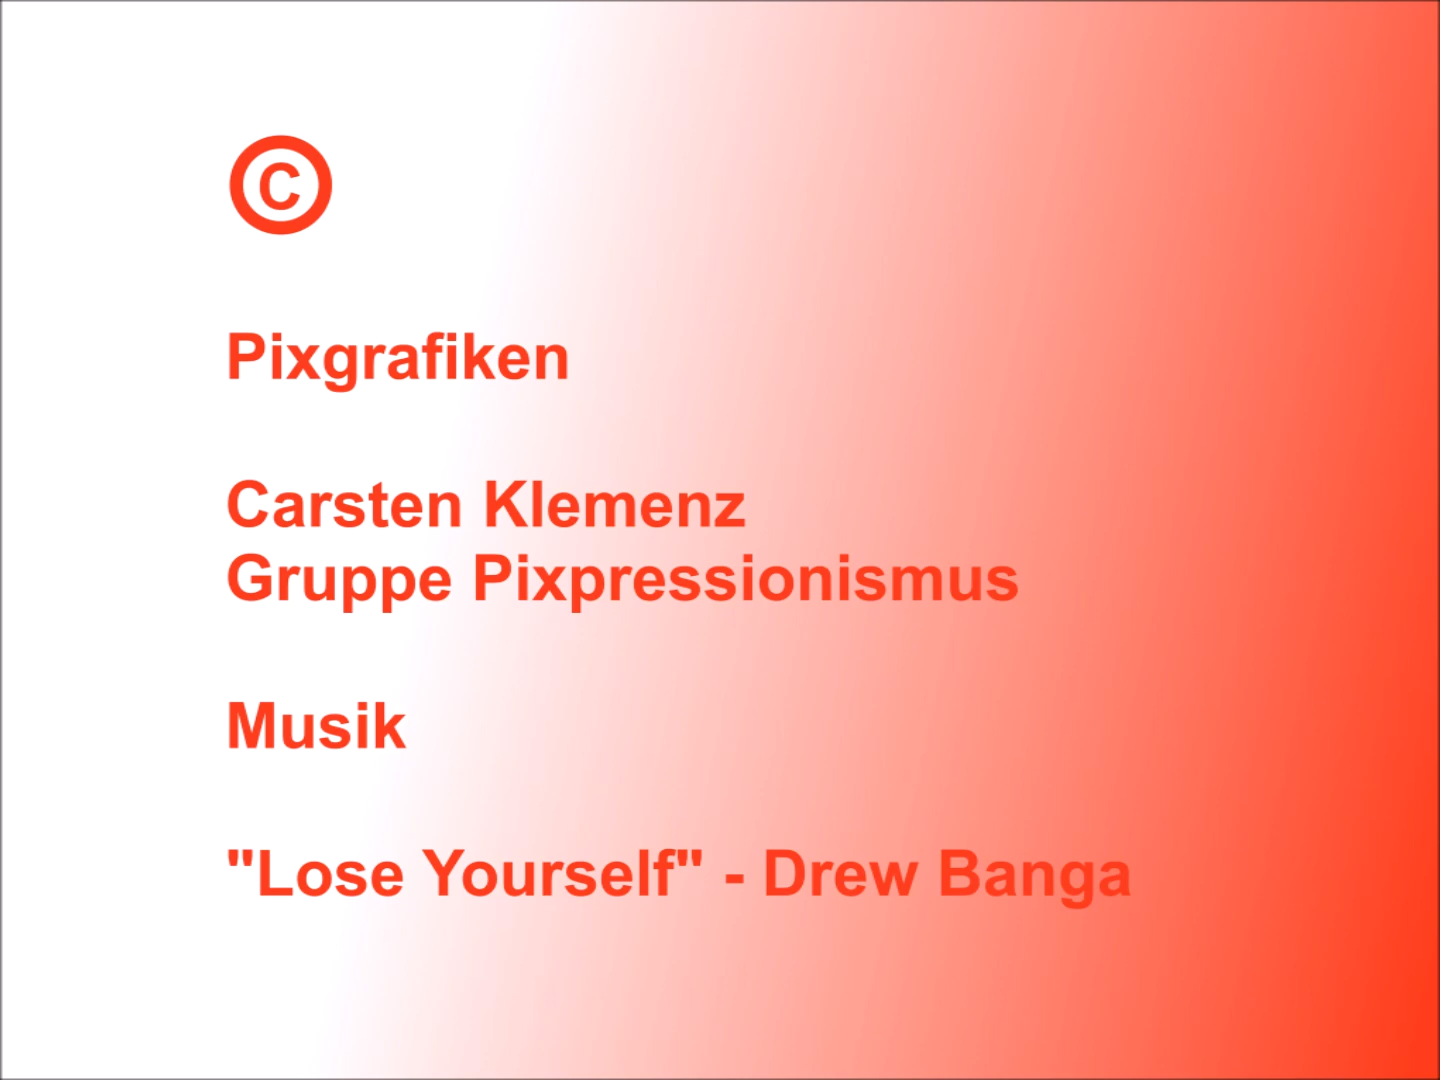 ©
Pixgrafiken
Carsten Klemenz
Gruppe Pixpressionismus
Musik
"Lose Yourself" - Drew Banga